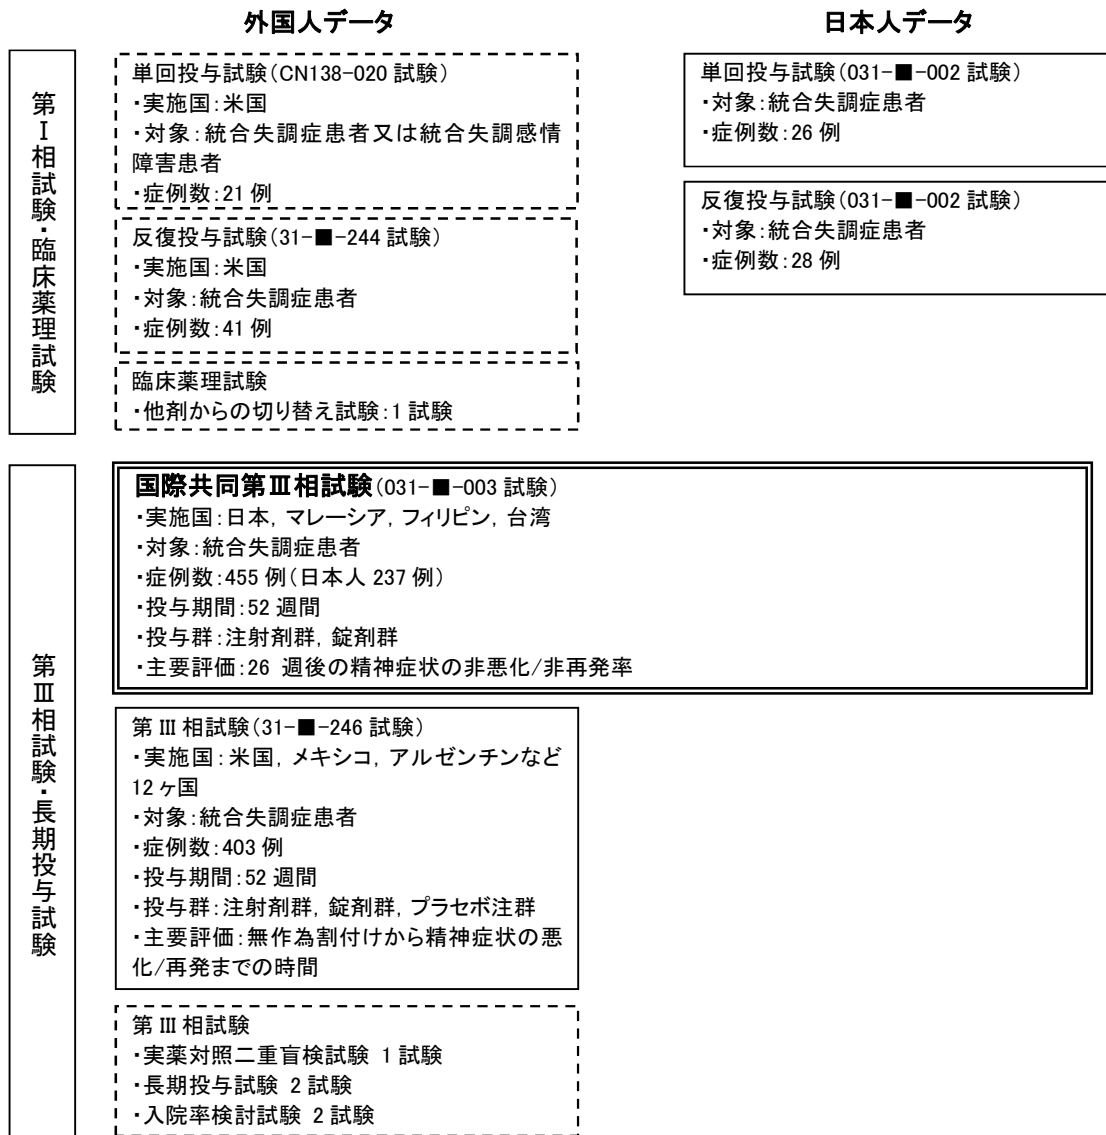 外国人データ
日本人データ
第Ⅰ相試験・臨床薬理試験
単回投与試験(CN138-020 試験)
・実施国:米国
・対象:統合失調症患者又は統合失調感情
障害患者
・症例数:21 例
反復投与試験(31-■-244 試験)
・実施国:米国
・対象:統合失調症患者
・症例数:41 例
臨床薬理試験
・他剤からの切り替え試験:1 試験
単回投与試験(031-■-002 試験)
・対象:統合失調症患者
・症例数:26 例
反復投与試験(031-■-002 試験)
・対象:統合失調症患者
・症例数:28 例
第Ⅲ相試験・長期投与試験
国際共同第Ⅲ相試験(031-■-003 試験)
・実施国:日本, マレーシア, フィリピン, 台湾
・対象:統合失調症患者
・症例数:455 例(日本人 237 例)
・投与期間:52 週間
・投与群:注射剤群, 錠剤群
・主要評価:26 週後の精神症状の非悪化/非再発率
第 III 相試験(31-■-246 試験)
・実施国:米国, メキシコ, アルゼンチンなど
12 ヶ国
・対象:統合失調症患者
・症例数:403 例
・投与期間:52 週間
・投与群:注射剤群, 錠剤群, プラセボ注群
・主要評価:無作為割付けから精神症状の悪
化/再発までの時間
第 III 相試験
・実薬対照二重盲検試験 1 試験
・長期投与試験 2 試験
・入院率検討試験 2 試験